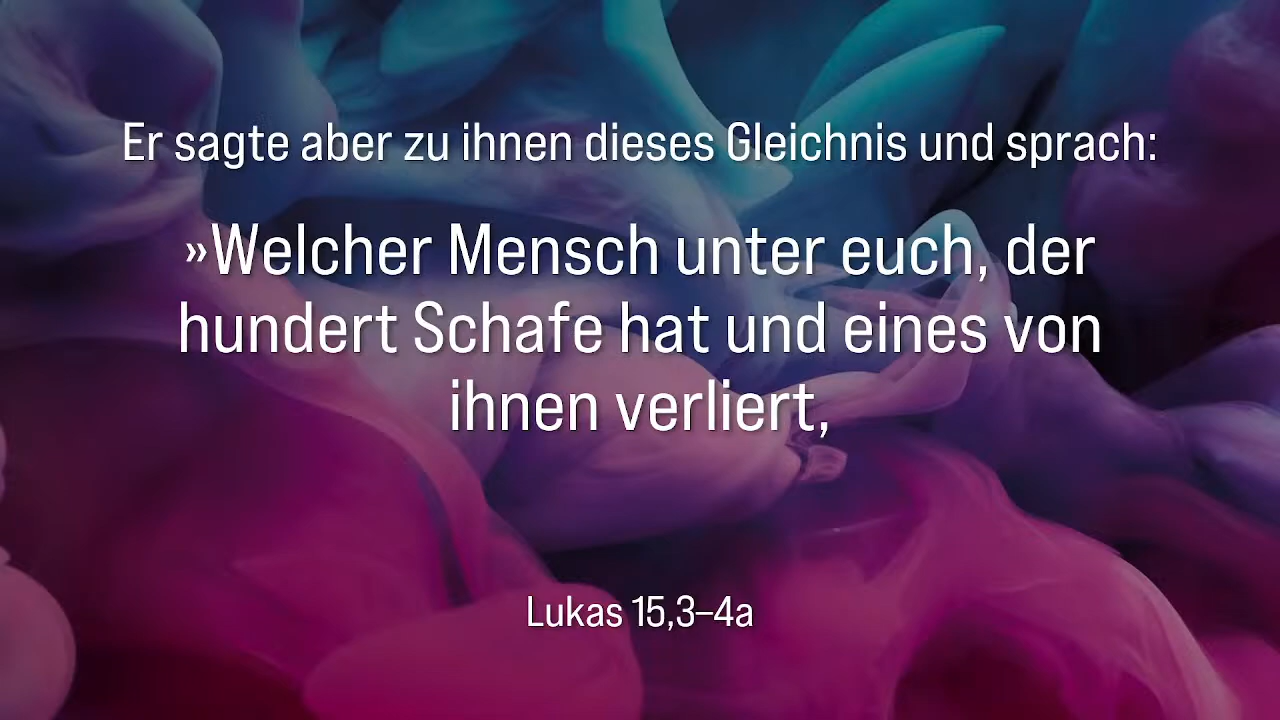 Er sagte aber zu ihnen dieses Gleichnis und sprach:
»Welcher Mensch unter euch, der
hundert Schafe hat und eines von
ihnen verliert,
Lukas 15,3–4a